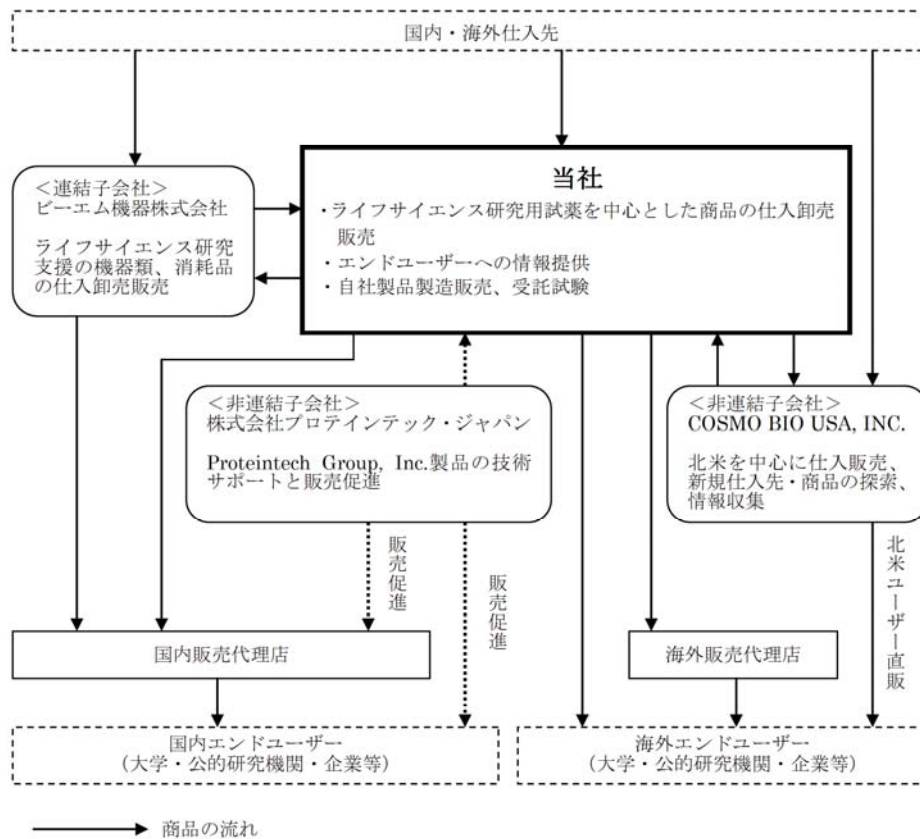 国内・海外仕入先
＜連結子会社＞
ビーエム機器株式会社
ライフサイエンス研究
支援の機器類、消耗品
の仕入卸売販売
当社
・ライフサイエンス研究用試薬を中心とした商品の仕入卸売
販売
・エンドユーザーへの情報提供
・自社製品製造販売、受託試験
＜非連結子会社＞
株式会社プロテインテック・ジャパン
Proteintech Group, Inc.製品の技術
サポートと販売促進
＜非連結子会社＞
COSMO BIO USA, INC.
北米を中心に仕入販売、
新規仕入先・商品の探索、
情報収集
販売促進
販売促進
北米ユーザー直販
国内販売代理店
海外販売代理店
国内エンドユーザー
（大学・公的研究機関・企業等）
海外エンドユーザー
（大学・公的研究機関・企業等）
商品の流れ